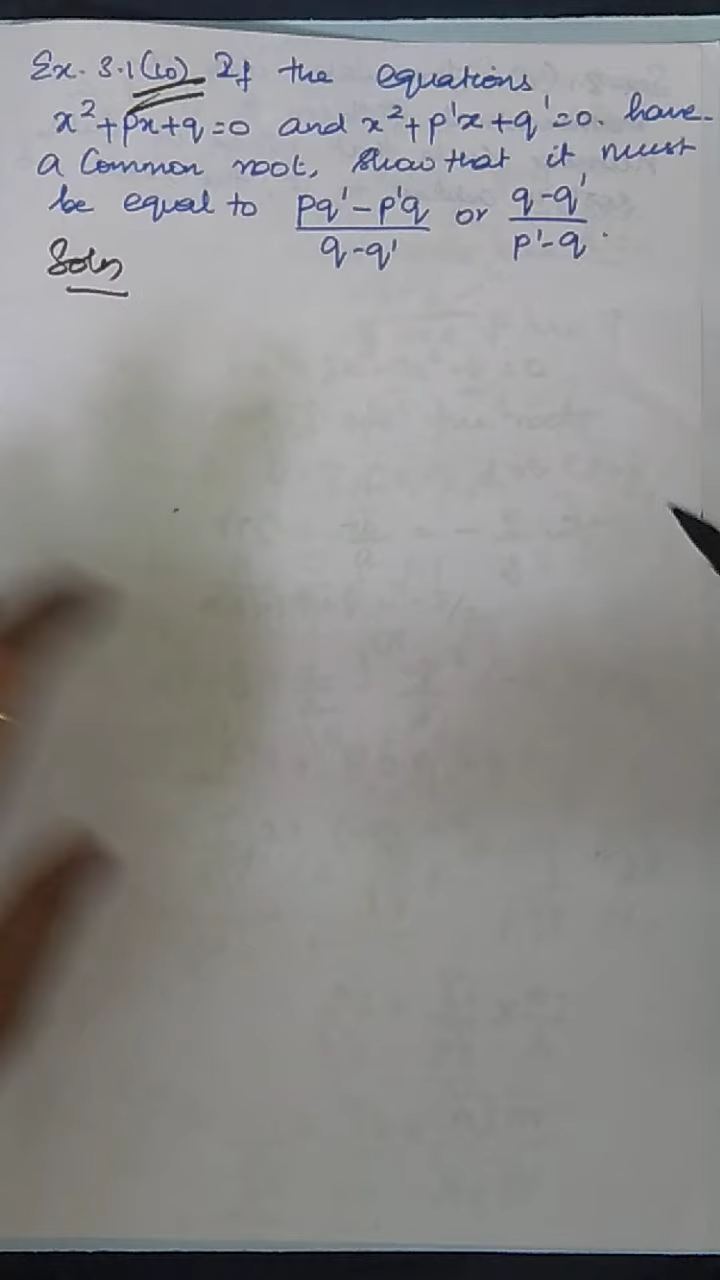 Ex. 3.1(10) If the equations
x²+px+q=0 and x²+p'x+q'=0. have
a common root, show that it must
be equal to pq'-p'q/q-q' or q-q'/p'-q.
Soln